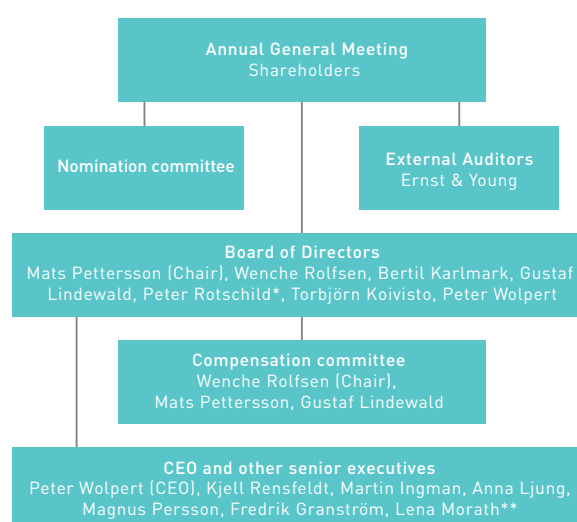 Annual General Meeting
Shareholders
Nomination committee
External Auditors
Ernst & Young
Board of Directors
Mats Pettersson (Chair), Wenche Rolfsen, Bertil Karlmark, Gustaf
Lindewald, Peter Rotschild*, Torbjörn Koivisto, Peter Wolpert
Compensation committee
Wenche Rolfsen (Chair),
Mats Pettersson, Gustaf Lindewald
CEO and other senior executives
Peter Wolpert (CEO), Kjell Rensfeldt, Martin Ingman, Anna Ljung,
Magnus Persson, Fredrik Granström, Lena Morath**